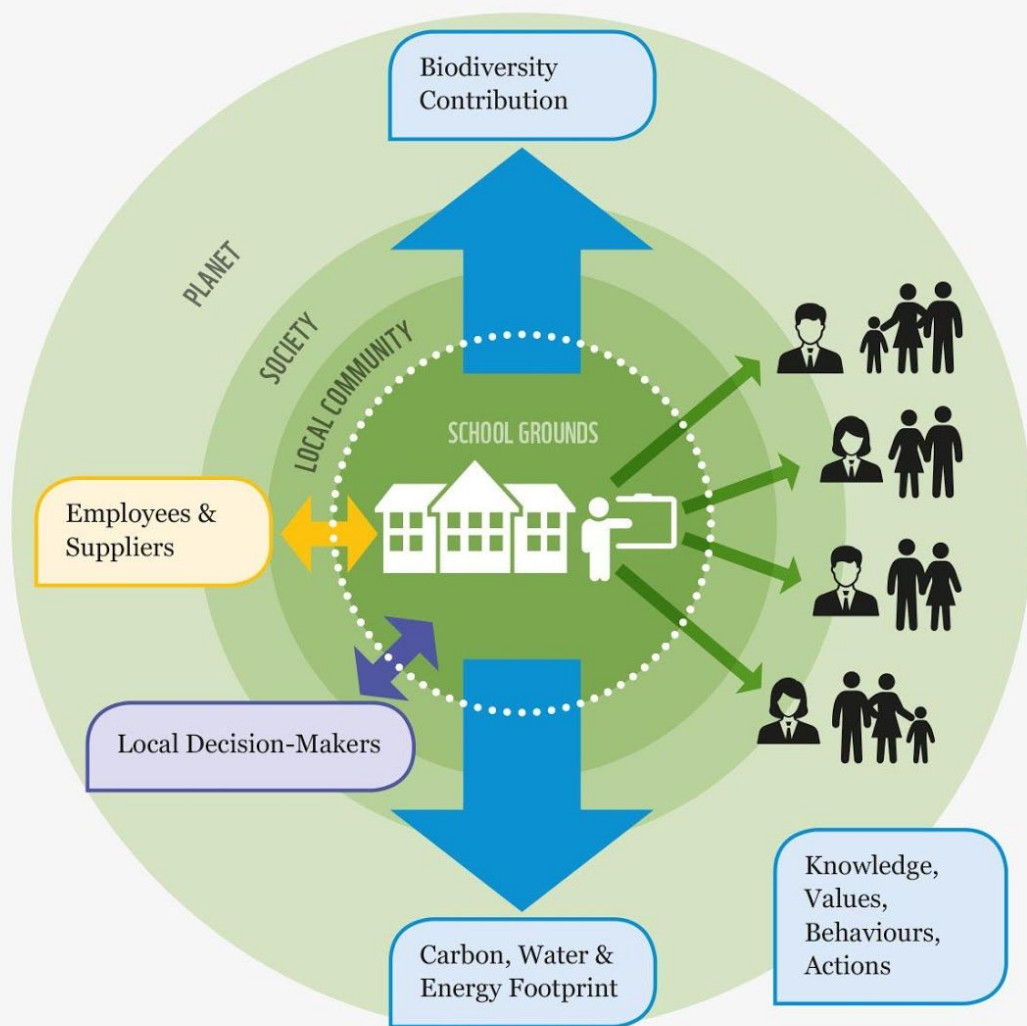 Biodiversity
Contribution
PLANET
SOCIETY
LOCAL COMMUNITY
SCHOOL GROUNDS
Employees &
Suppliers
Local Decision-Makers
Carbon, Water &
Energy Footprint
Knowledge,
Values,
Behaviours,
Actions